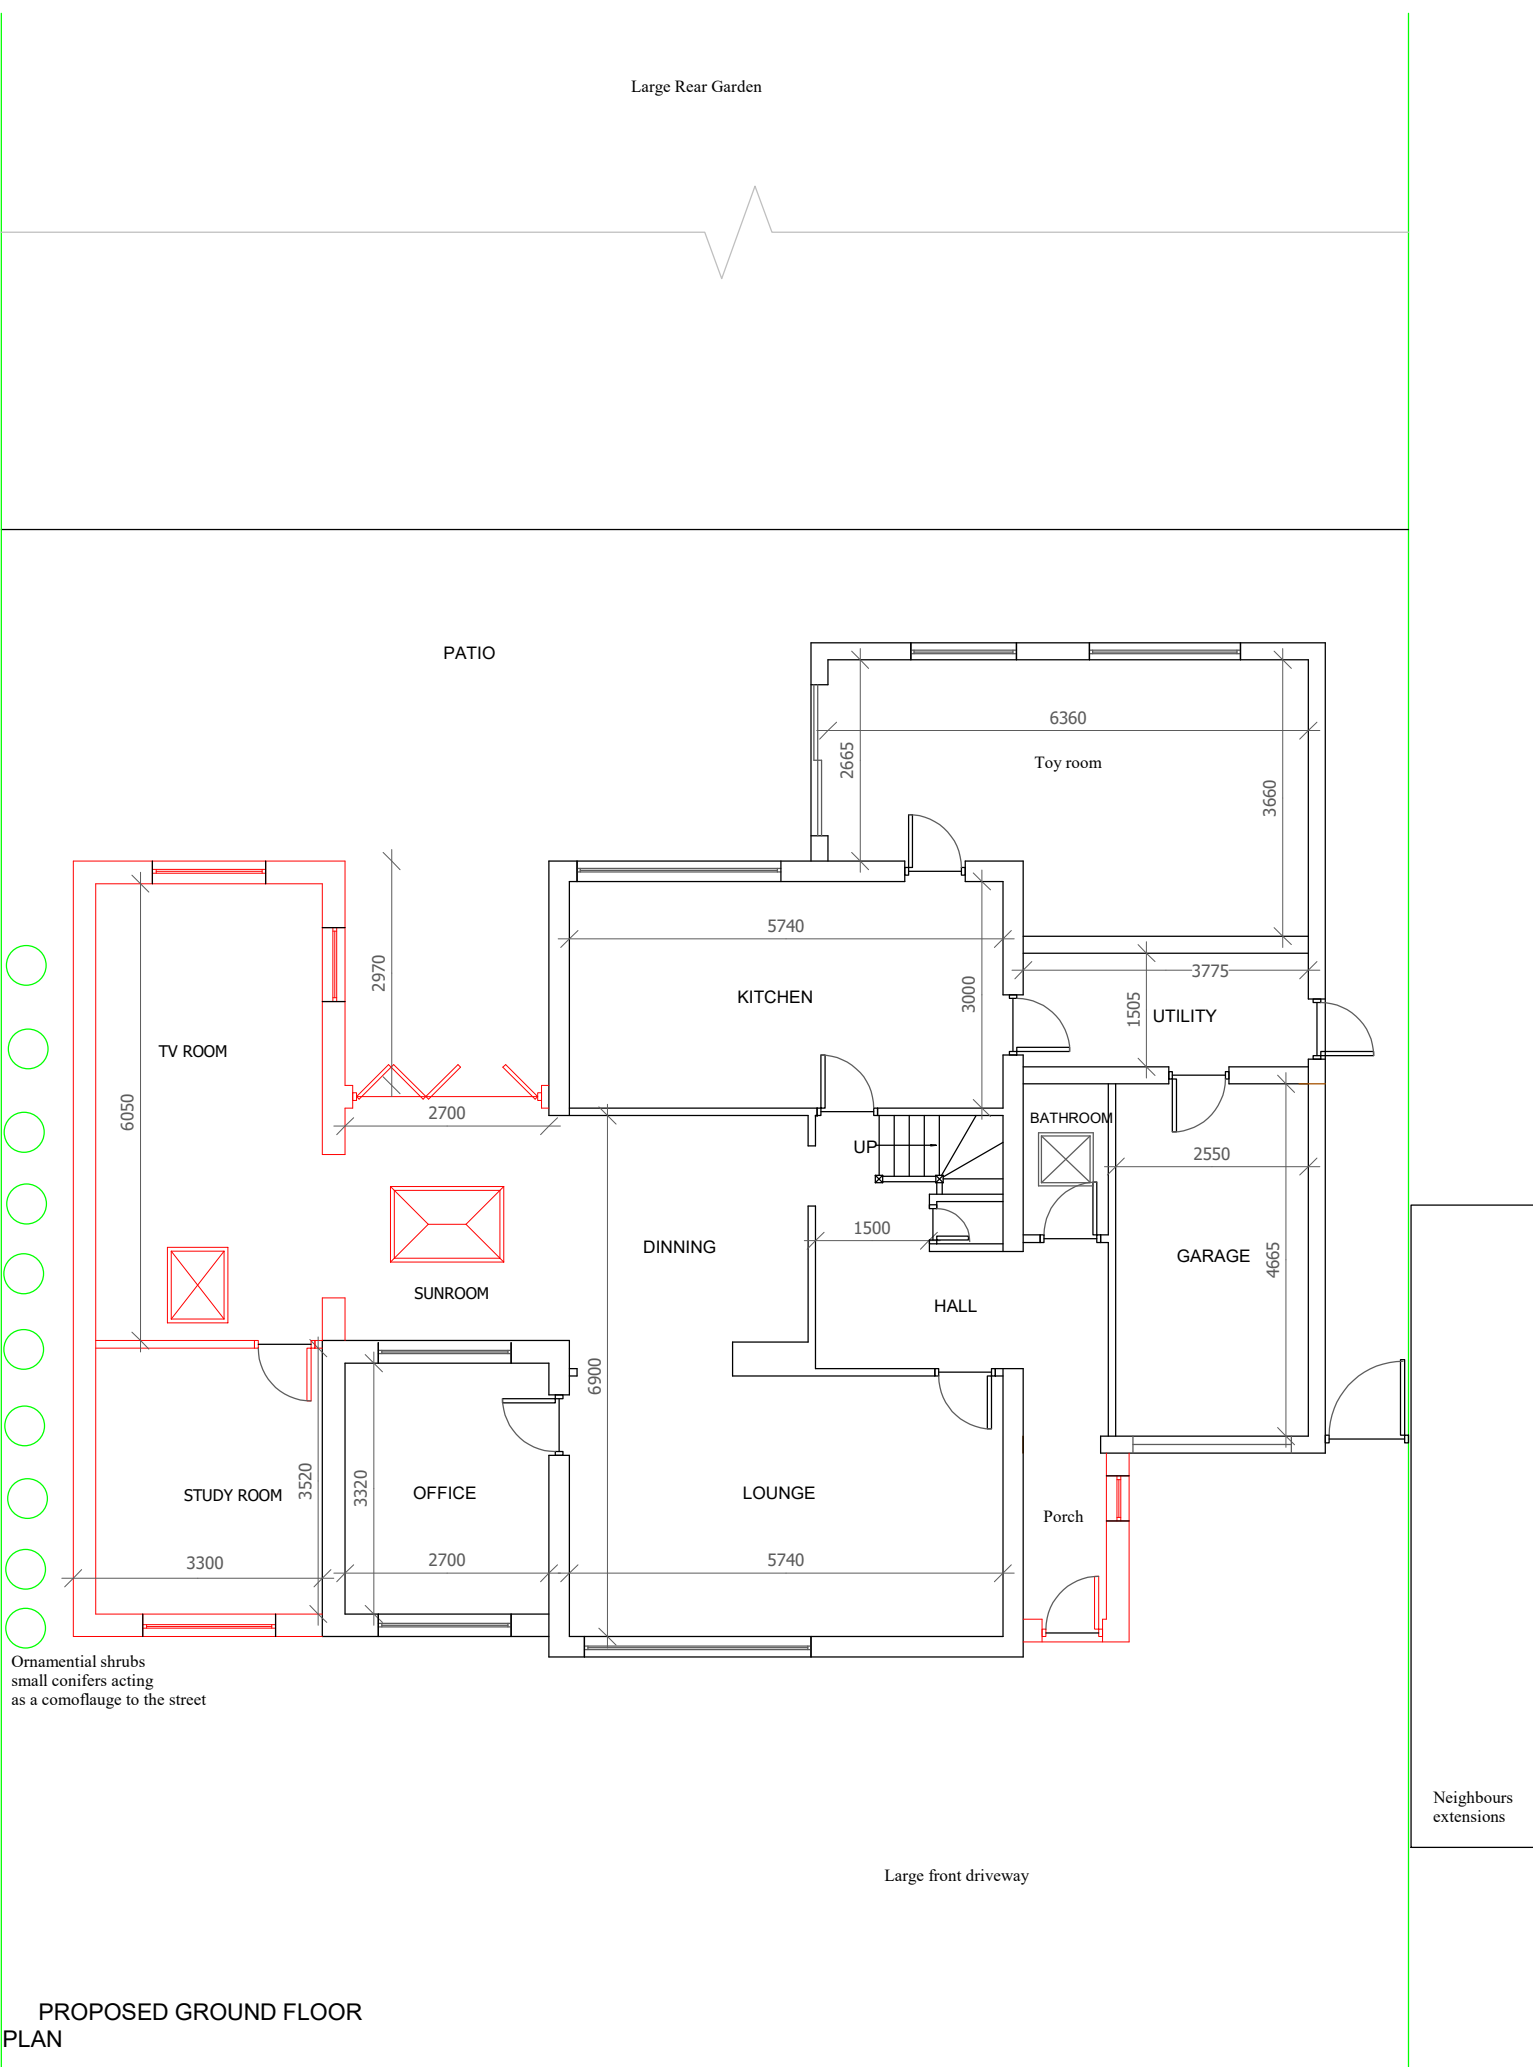 Large Rear Garden
PATIO
6360
2665
Toy room
3660
5740
2970
3775
KITCHEN
3000
1505
UTILITY
TV ROOM
6050
2700
BATHROOM
UP
2550
1500
DINNING
GARAGE
4665
SUNROOM
HALL
6900
3520
3320
STUDY ROOM
OFFICE
LOUNGE
Porch
3300
2700
5740
Ornamential shrubs
small conifers acting
as a comoflauge to the street
Neighbours
extensions
Large front driveway
PROPOSED GROUND FLOOR
PLAN